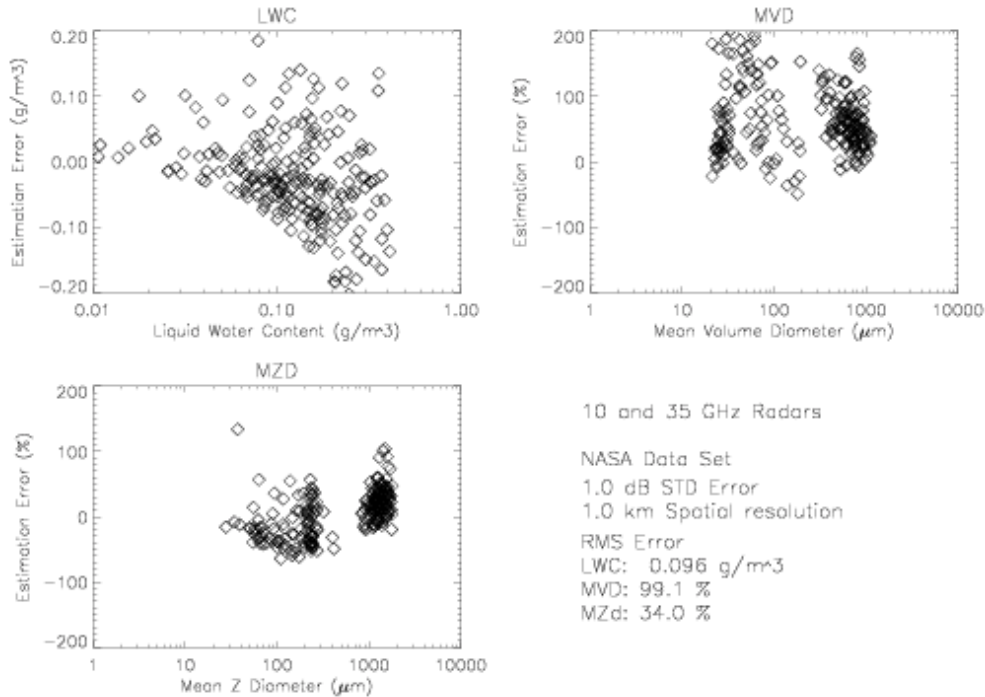 LWC
0.20
0.10
0.00
-0.10
-0.20
Estimation Error (g/m^3)
0.01
0.10
1.00
Liquid Water Content (g/m^3)
MVD
200
100
0
-100
-200
Estimation Error (%)
1
10
100
1000
10000
Mean Volume Diameter (μm)
MZD
200
100
0
-100
-200
Estimation Error (%)
1
10
100
1000
10000
Mean Z Diameter (μm)
10 and 35 GHz Radars
NASA Data Set
1.0 dB STD Error
1.0 km Spatial resolution
RMS Error
LWC: 0.096 g/m^3
MVD: 99.1 %
MZd: 34.0 %